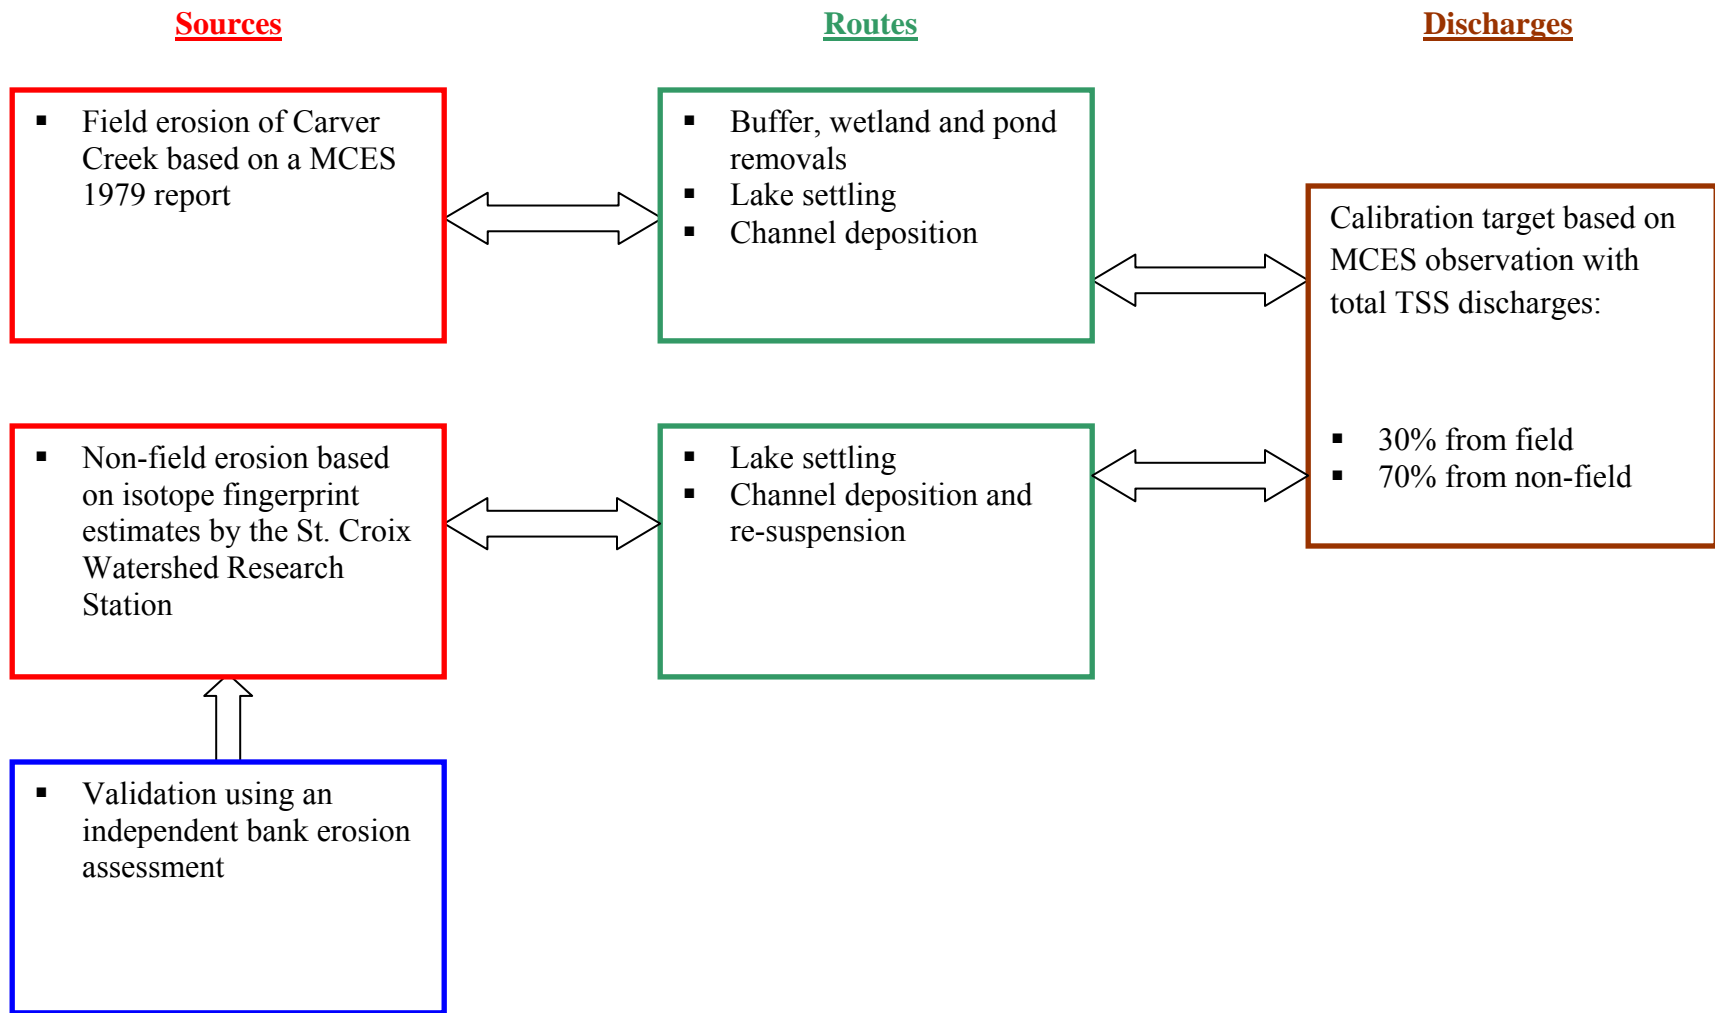 Sources
Routes
Discharges
▪ Field erosion of Carver
Creek based on a MCES
1979 report
▪ Buffer, wetland and pond
removals
▪ Lake settling
▪ Channel deposition
Calibration target based on
MCES observation with
total TSS discharges:
▪ 30% from field
▪ 70% from non-field
▪ Non-field erosion based
on isotope fingerprint
estimates by the St. Croix
Watershed Research
Station
▪ Lake settling
▪ Channel deposition and
re-suspension
▪ Validation using an
independent bank erosion
assessment